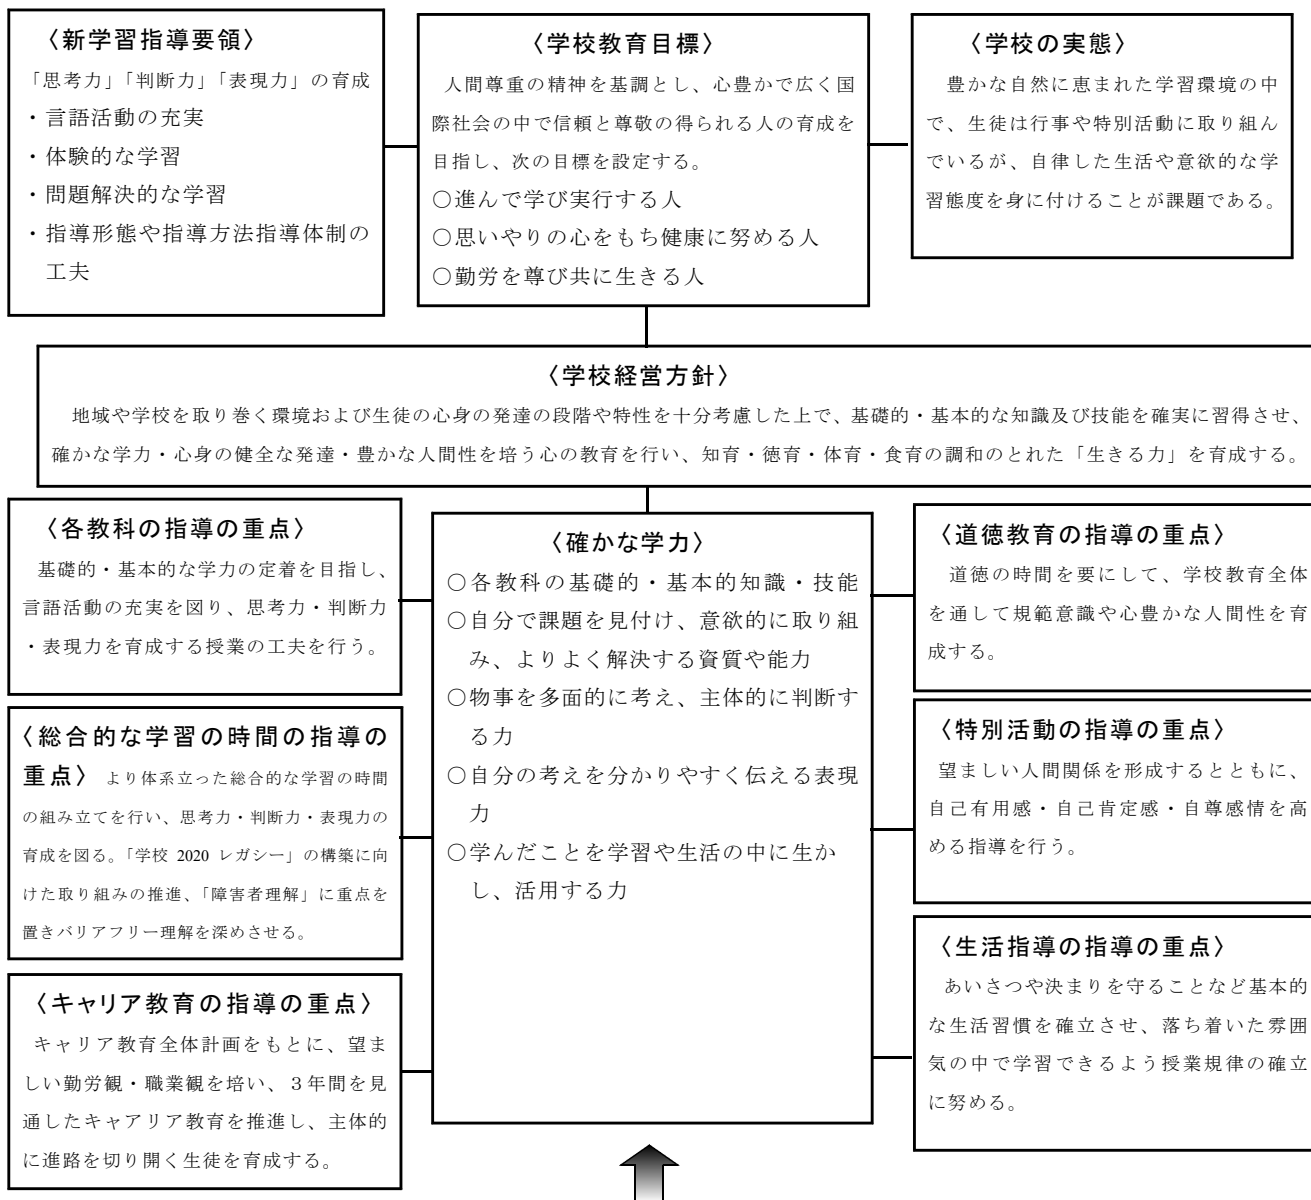 〈新学習指導要領〉
「思考力」「判断力」「表現力」の育成
・言語活動の充実
・体験的な学習
・問題解決的な学習
・指導形態や指導方法指導体制の
工夫
〈学校教育目標〉
人間尊重の精神を基調とし、心豊かで広く国
際社会の中で信頼と尊敬の得られる人の育成を
目指し、次の目標を設定する。
○進んで学び実行する人
○思いやりの心をもち健康に努める人
○勤労を尊び共に生きる人
〈学校の実態〉
豊かな自然に恵まれた学習環境の中
で、生徒は行事や特別活動に取り組ん
でいるが、自律した生活や意欲的な学
習態度を身に付けることが課題である。
〈学校経営方針〉
地域や学校を取り巻く環境および生徒の心身の発達の段階や特性を十分考慮した上で、基礎的・基本的な知識及び技能を確実に習得させ、
確かな学力・心身の健全な発達・豊かな人間性を培う心の教育を行い、知育・徳育・体育・食育の調和のとれた「生きる力」を育成する。
〈各教科の指導の重点〉
基礎的・基本的な学力の定着を目指し、
言語活動の充実を図り、思考力・判断力
・表現力を育成する授業の工夫を行う。
〈総合的な学習の時間の指導の
重点〉 より体系立った総合的な学習の時間
の組み立てを行い、思考力・判断力・表現力の
育成を図る。「学校 2020 レガシー」の構築に向
けた取り組みの推進、「障害者理解」に重点を
置きバリアフリー理解を深めさせる。
〈キャリア教育の指導の重点〉
キャリア教育全体計画をもとに、望ま
しい勤労観・職業観を培い、３年間を見
通したキャアリア教育を推進し、主体的
に進路を切り開く生徒を育成する。
〈確かな学力〉
○各教科の基礎的・基本的知識・技能
○自分で課題を見付け、意欲的に取り組
み、よりよく解決する資質や能力
○物事を多面的に考え、主体的に判断す
る力
○自分の考えを分かりやすく伝える表現
力
○学んだことを学習や生活の中に生か
し、活用する力
〈道徳教育の指導の重点〉
道徳の時間を要にして、学校教育全体
を通して規範意識や心豊かな人間性を育
成する。
〈特別活動の指導の重点〉
望ましい人間関係を形成するとともに、
自己有用感・自己肯定感・自尊感情を高
める指導を行う。
〈生活指導の指導の重点〉
あいさつや決まりを守ることなど基本的
な生活習慣を確立させ、落ち着いた雰囲
気の中で学習できるよう授業規律の確立
に努める。